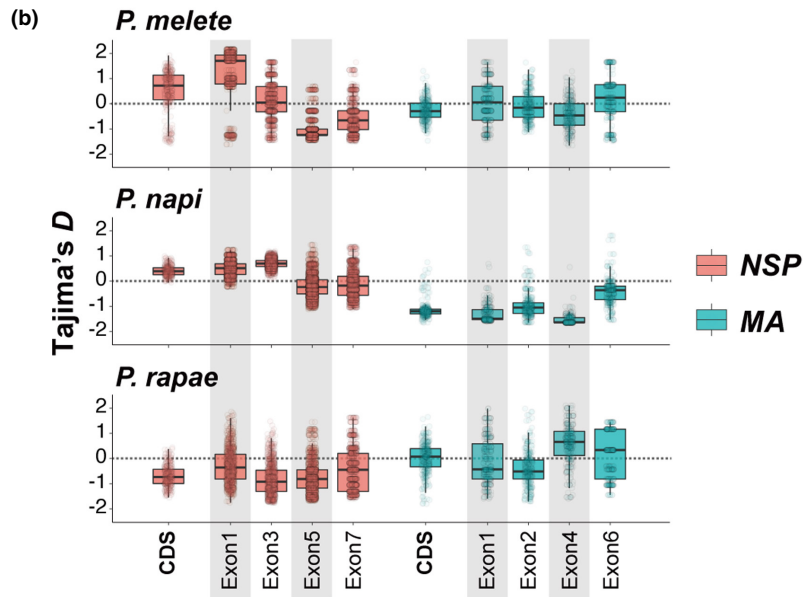 (b)
P. melete
2
1
0
-1
-2
P. napi
2
1
0
-1
-2
P. rapae
2
1
0
-1
-2
Tajima's D
NSP
MA
CDS Exon1 Exon3 Exon5 Exon7 CDS Exon1 Exon2 Exon4 Exon6